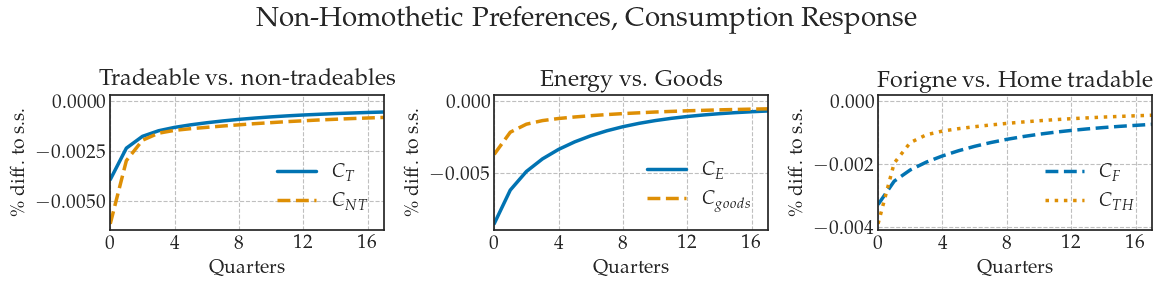 Non-Homothetic Preferences, Consumption Response
Tradeable vs. non-tradeables
% diff. to s.s.
0.0000
−0.0025
−0.0050
C_T
C_NT
0 4 8 12 16
Quarters
Energy vs. Goods
% diff. to s.s.
0.000
−0.005
C_E
C_goods
0 4 8 12 16
Quarters
Forigne vs. Home tradable
% diff. to s.s.
0.000
−0.002
−0.004
C_F
C_TH
0 4 8 12 16
Quarters